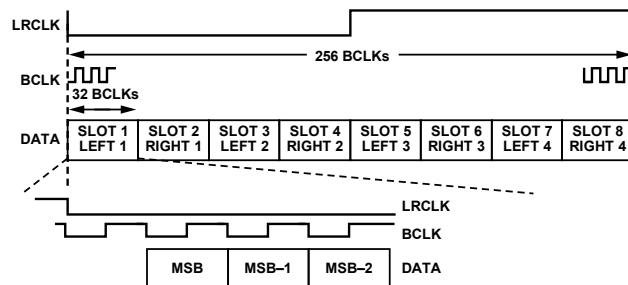 LRCLK
256 BCLKs
BCLK
32 BCLKs
DATA
SLOT 1 LEFT 1
SLOT 2 RIGHT 1
SLOT 3 LEFT 2
SLOT 4 RIGHT 2
SLOT 5 LEFT 3
SLOT 6 RIGHT 3
SLOT 7 LEFT 4
SLOT 8 RIGHT 4
LRCLK
BCLK
MSB
MSB–1
MSB–2
DATA